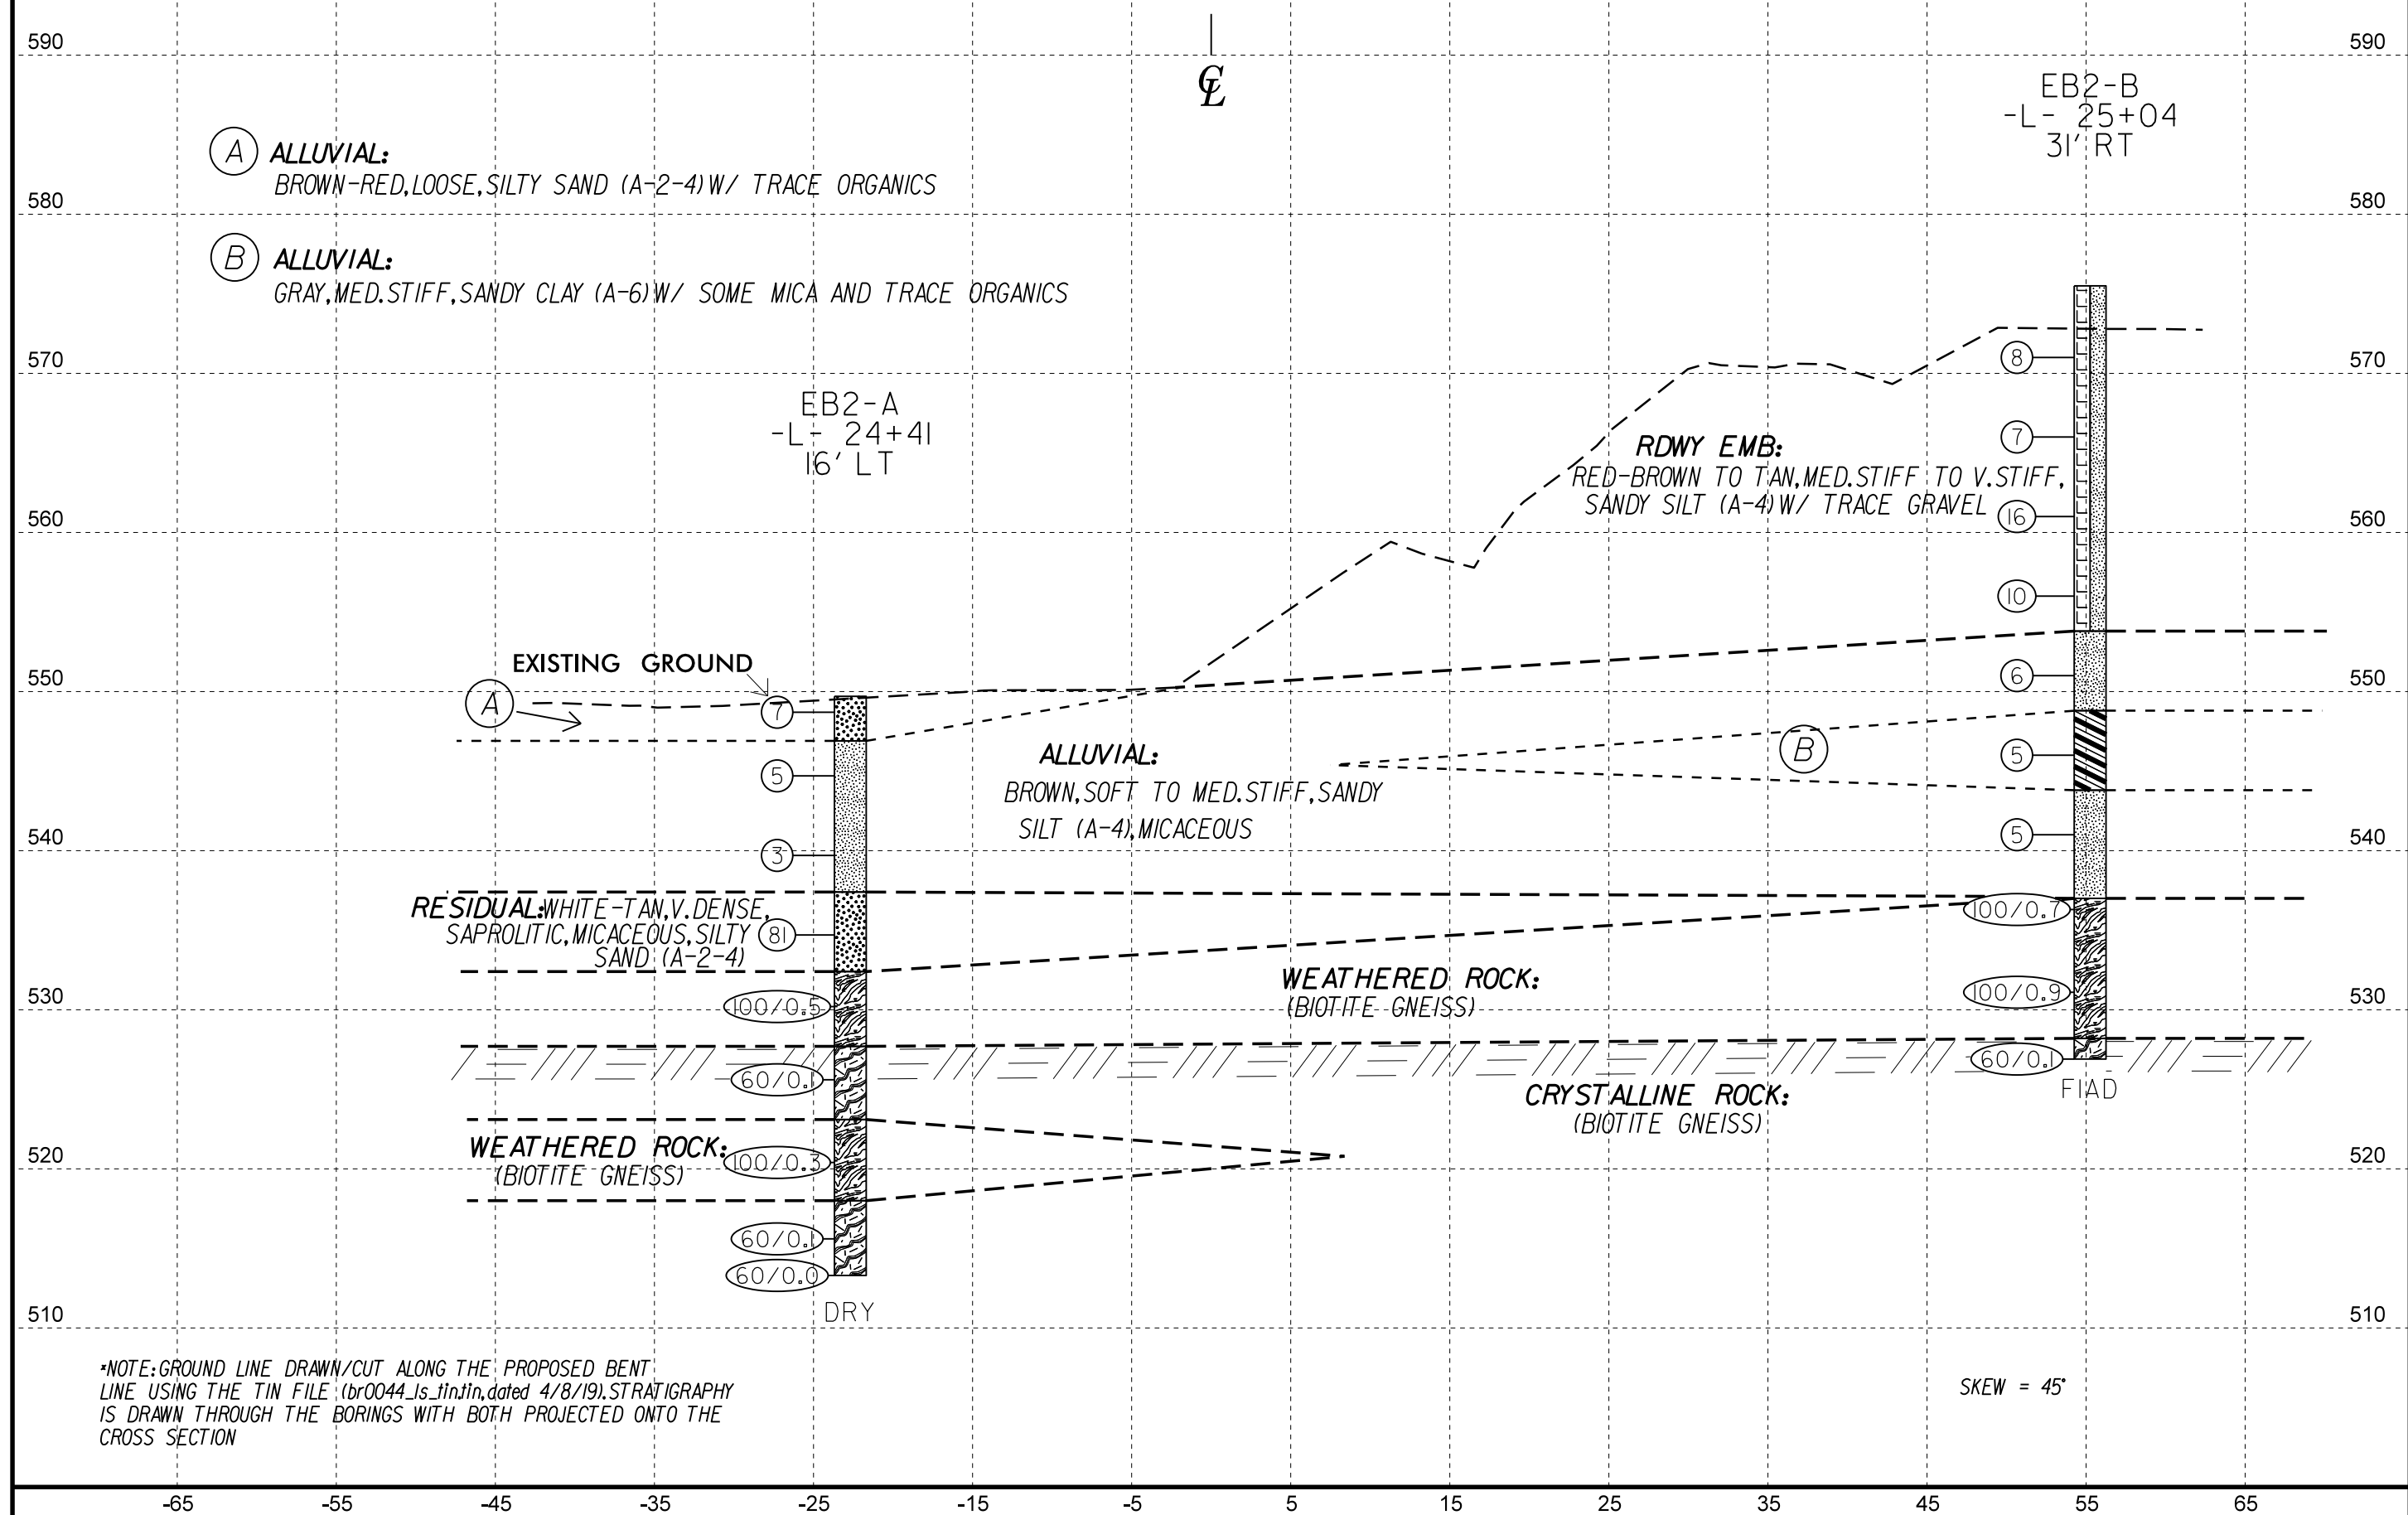 590
590
℄
EB2-B
-L- 25+04
31' RT
A ALLUVIAL:
BROWN-RED,LOOSE,SILTY SAND (A-2-4)W/ TRACE ORGANICS
580
580
B ALLUVIAL:
GRAY,MED.STIFF,SANDY CLAY (A-6)W/ SOME MICA AND TRACE ORGANICS
570
570
8
EB2-A
-L- 24+41
16' LT
7
RDWY EMB:
RED-BROWN TO TAN,MED.STIFF TO V.STIFF,
SANDY SILT (A-4)W/ TRACE GRAVEL
16
560
560
10
EXISTING GROUND
550
550
A
7
6
ALLUVIAL:
BROWN,SOFT TO MED.STIFF,SANDY
SILT (A-4),MICACEOUS
B
5
5
540
540
3
5
RESIDUAL:WHITE-TAN,V.DENSE,
SAPROLITIC,MICACEOUS,SILTY
SAND (A-2-4)
81
100/0.7
WEATHERED ROCK:
(BIOTITE GNEISS)
530
530
100/0.5
100/0.9
60/0.1
60/0.1
FIAD
CRYSTALLINE ROCK:
(BIOTITE GNEISS)
WEATHERED ROCK:
(BIOTITE GNEISS)
520
520
100/0.3
60/0.1
60/0.0
DRY
510
510
*NOTE:GROUND LINE DRAWN/CUT ALONG THE PROPOSED BENT
LINE USING THE TIN FILE (br0044_ls_tin.tin,dated 4/8/19).STRATIGRAPHY
IS DRAWN THROUGH THE BORINGS WITH BOTH PROJECTED ONTO THE
CROSS SECTION
SKEW = 45°
-65 -55 -45 -35 -25 -15 -5 5 15 25 35 45 55 65